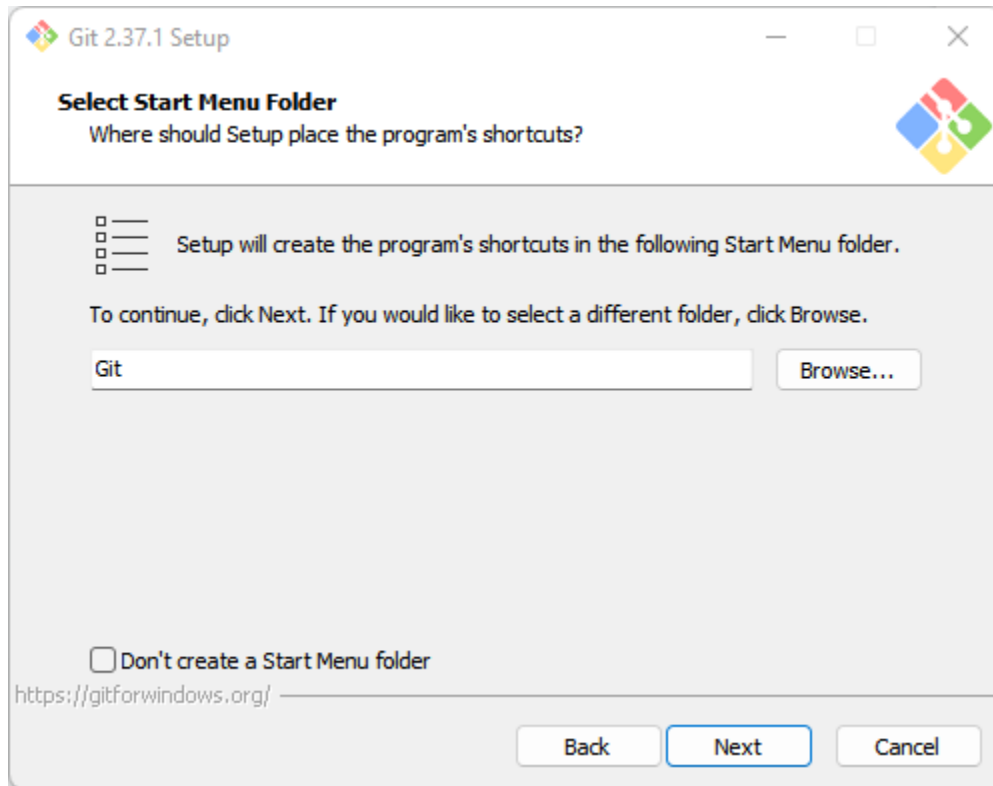 Git 2.37.1 Setup
Select Start Menu Folder
Where should Setup place the program's shortcuts?
Setup will create the program's shortcuts in the following Start Menu folder.
To continue, click Next. If you would like to select a different folder, click Browse.
Git
Browse...
Don't create a Start Menu folder
https://gitforwindows.org/
Back
Next
Cancel